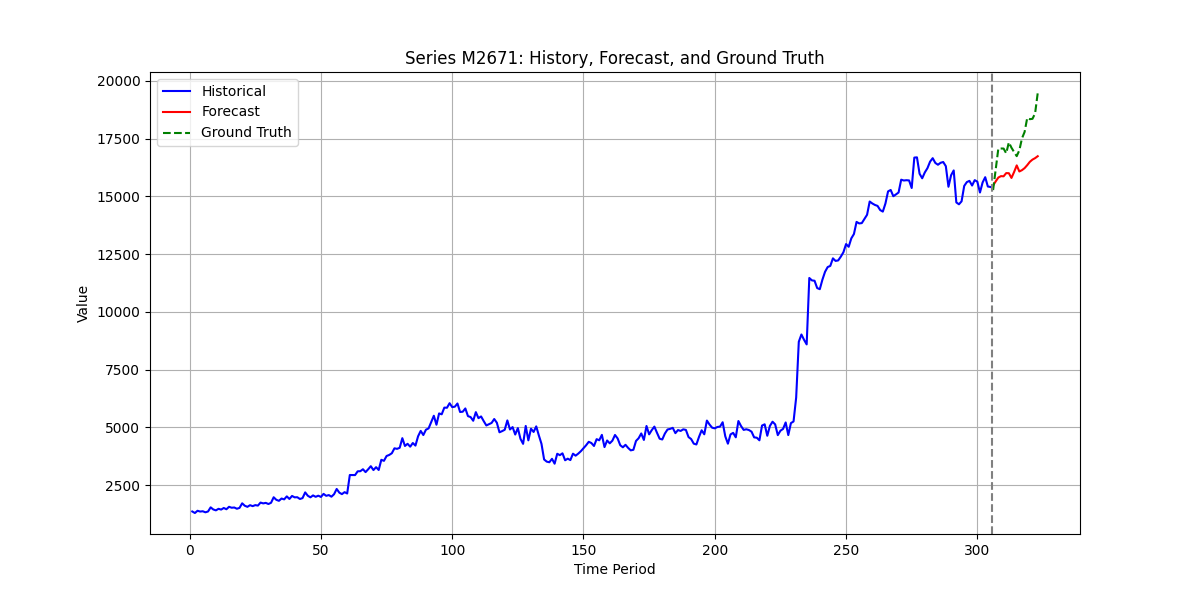 Series M2671: History, Forecast, and Ground Truth
Historical
Forecast
Ground Truth
20000
17500
15000
12500
10000
7500
5000
2500
Value
0 50 100 150 200 250 300
Time Period